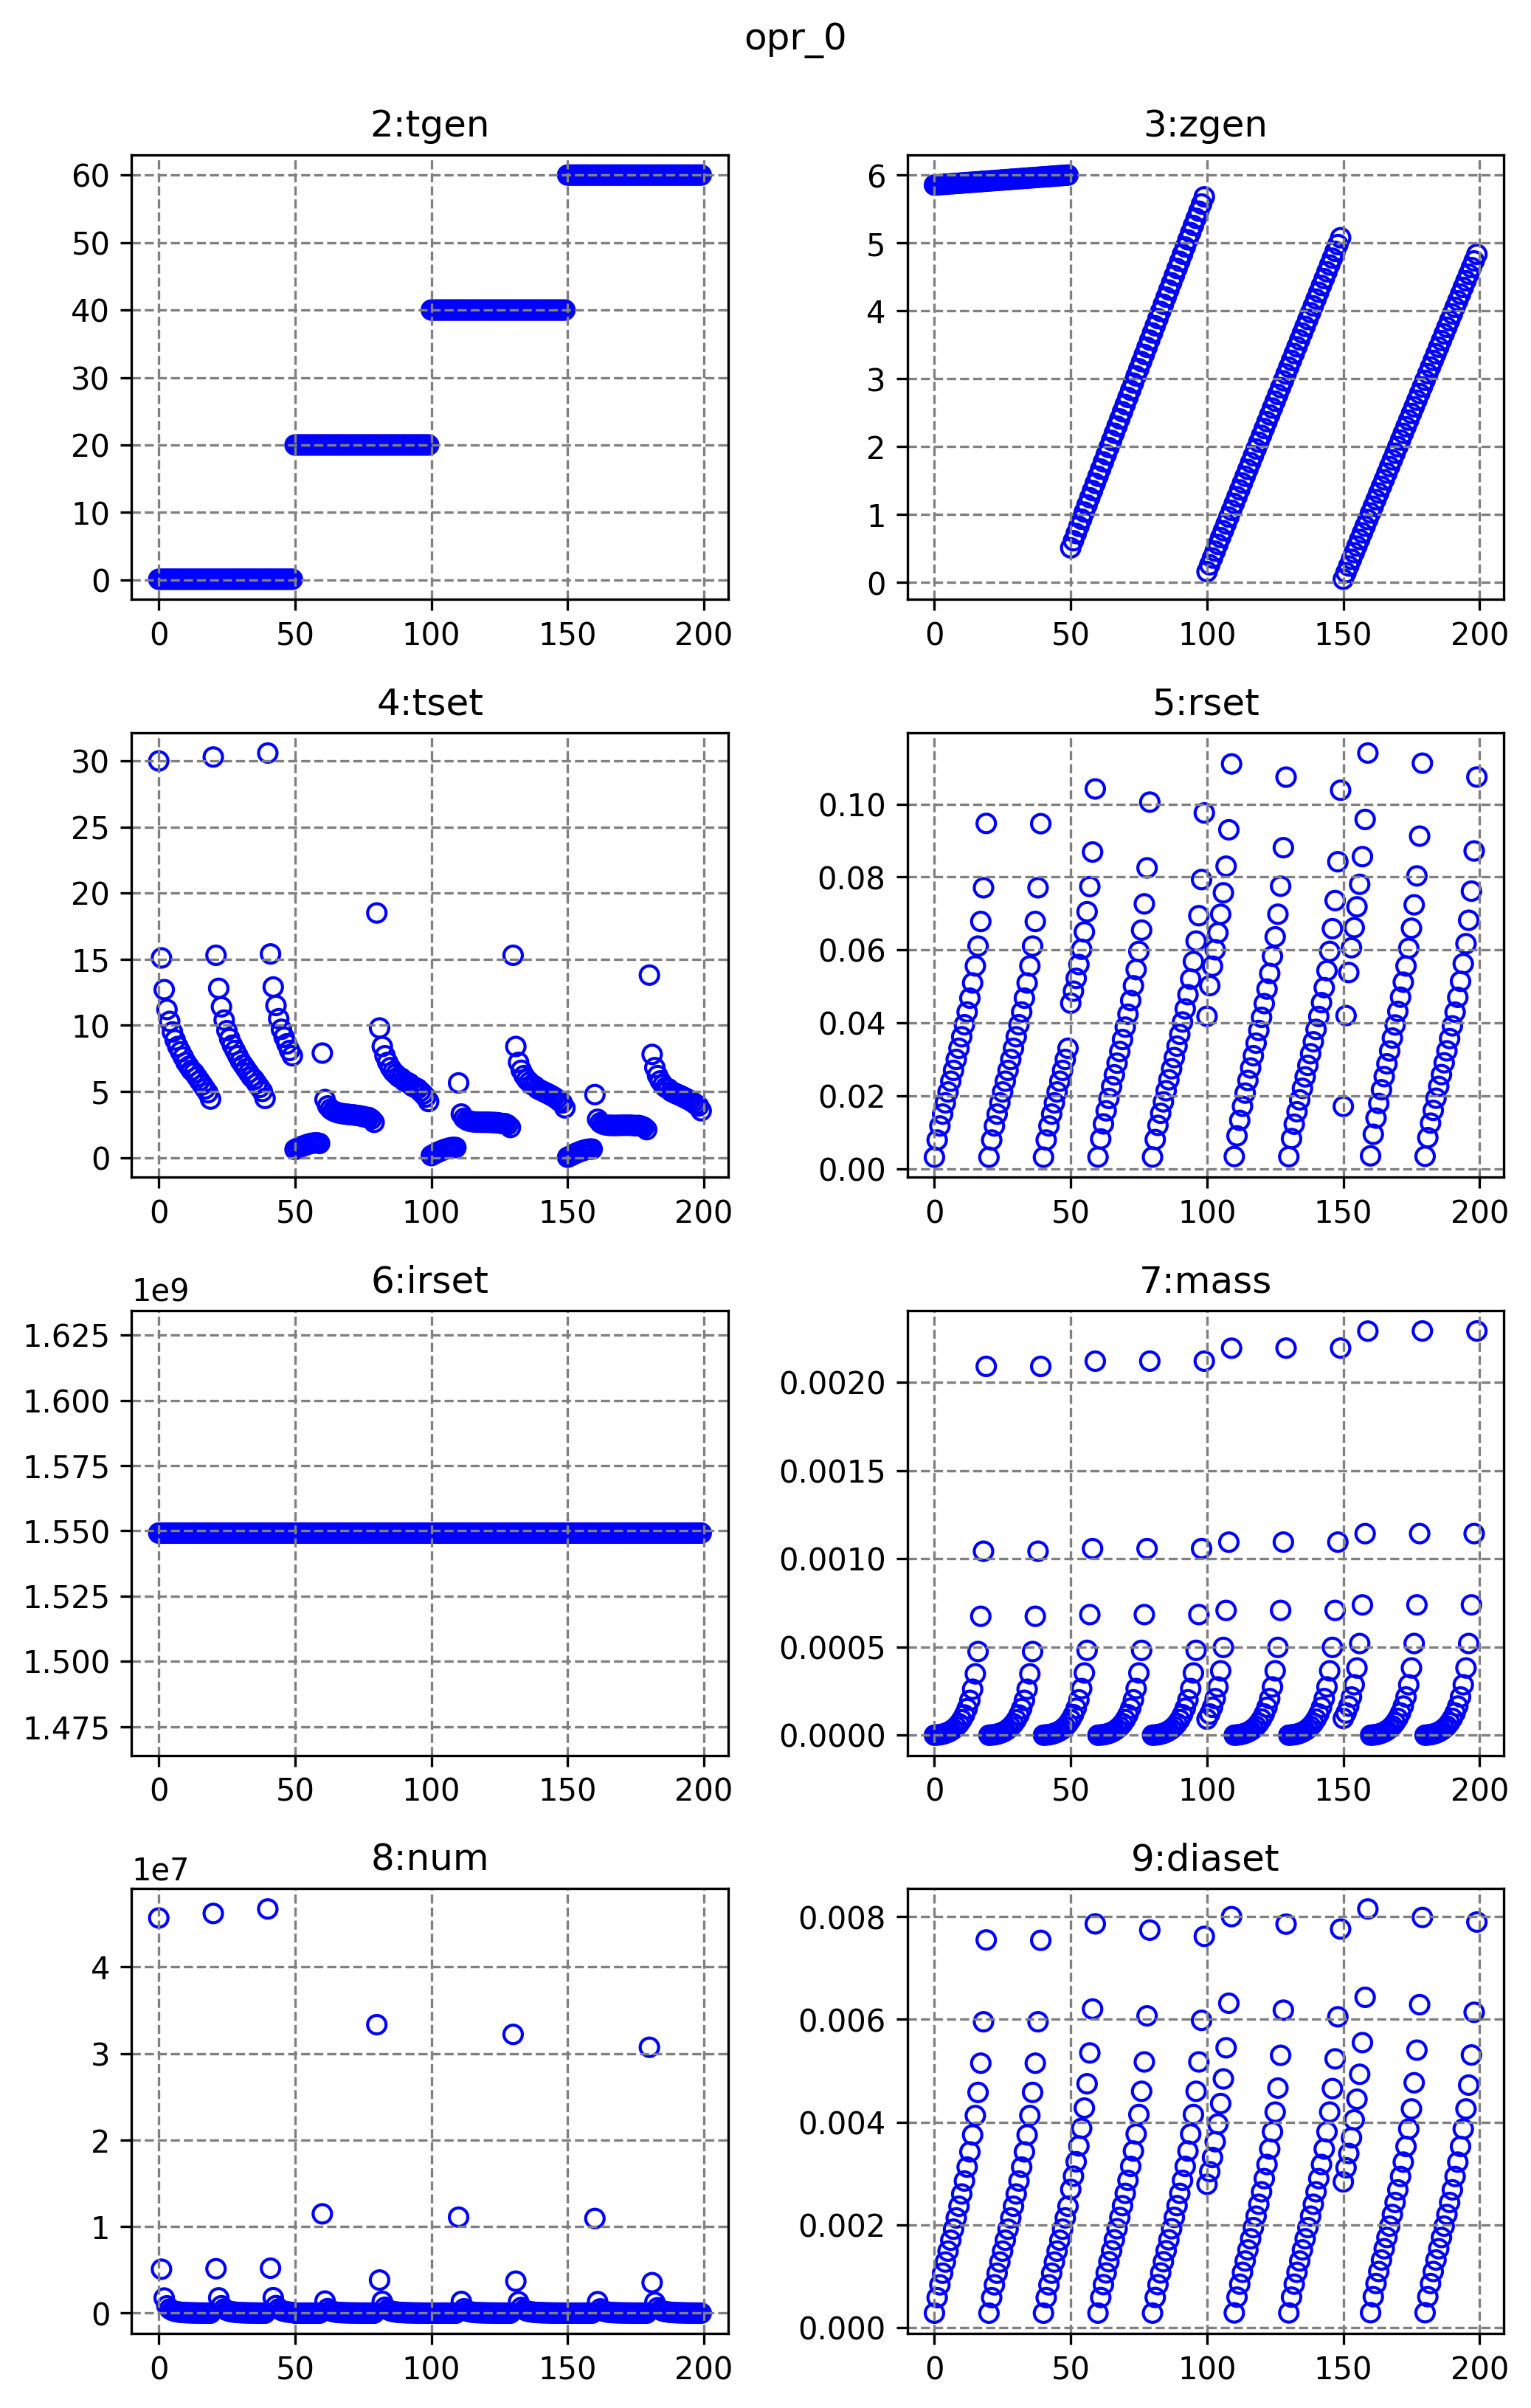 opr_0
2:tgen
3:zgen
60
50
40
30
20
10
0
0 50 100 150 200
6
5
4
3
2
1
0
0 50 100 150 200
4:tset
5:rset
30
25
20
15
10
5
0
0 50 100 150 200
0.10
0.08
0.06
0.04
0.02
0.00
0 50 100 150 200
1e9
6:irset
7:mass
1.625
1.600
1.575
1.550
1.525
1.500
1.475
0 50 100 150 200
0.0020
0.0015
0.0010
0.0005
0.0000
0 50 100 150 200
1e7
8:num
9:diaset
4
3
2
1
0
0 50 100 150 200
0.008
0.006
0.004
0.002
0.000
0 50 100 150 200